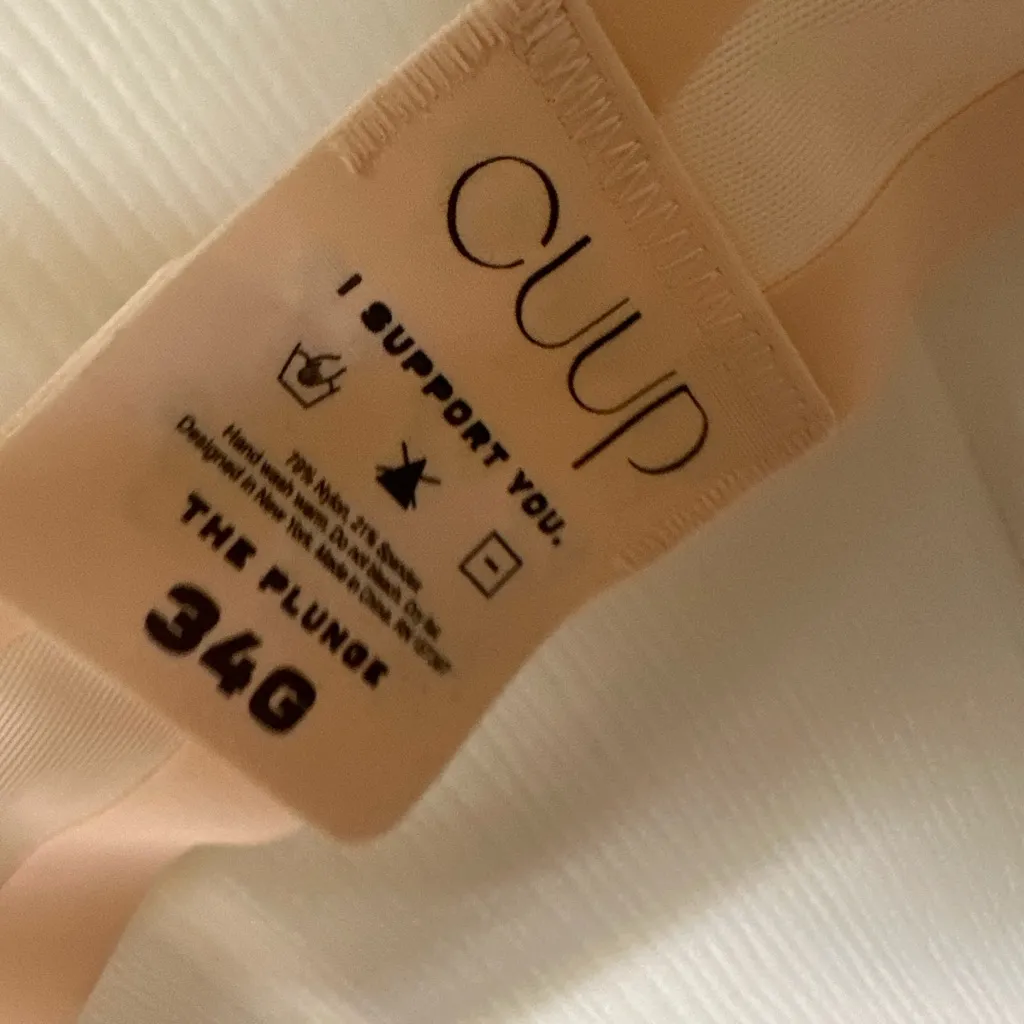 CUUP
I SUPPORT YOU.
79% Nylon, 21% Spandex
Hand wash warm. Do not bleach. Dry flat.
Designed in New York. Made in China. RN
THE PLUNGE
34G